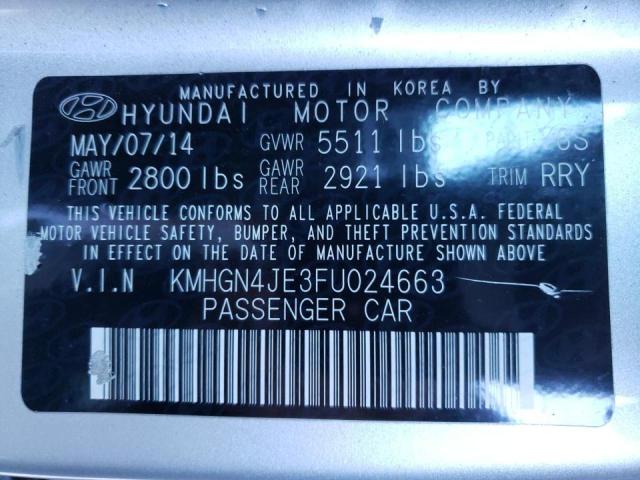 MANUFACTURED IN KOREA BY
HYUNDAI MOTOR COMPANY
MAY/07/14 GVWR 5511 lbs PAINT
GAWR FRONT 2800 lbs GAWR REAR 2921 lbs TRIM RRY
THIS VEHICLE CONFORMS TO ALL APPLICABLE U.S.A. FEDERAL
MOTOR VEHICLE SAFETY, BUMPER, AND THEFT PREVENTION STANDARDS
IN EFFECT ON THE DATE OF MANUFACTURE SHOWN ABOVE
V.I.N KMHGN4JE3FU024663
PASSENGER CAR